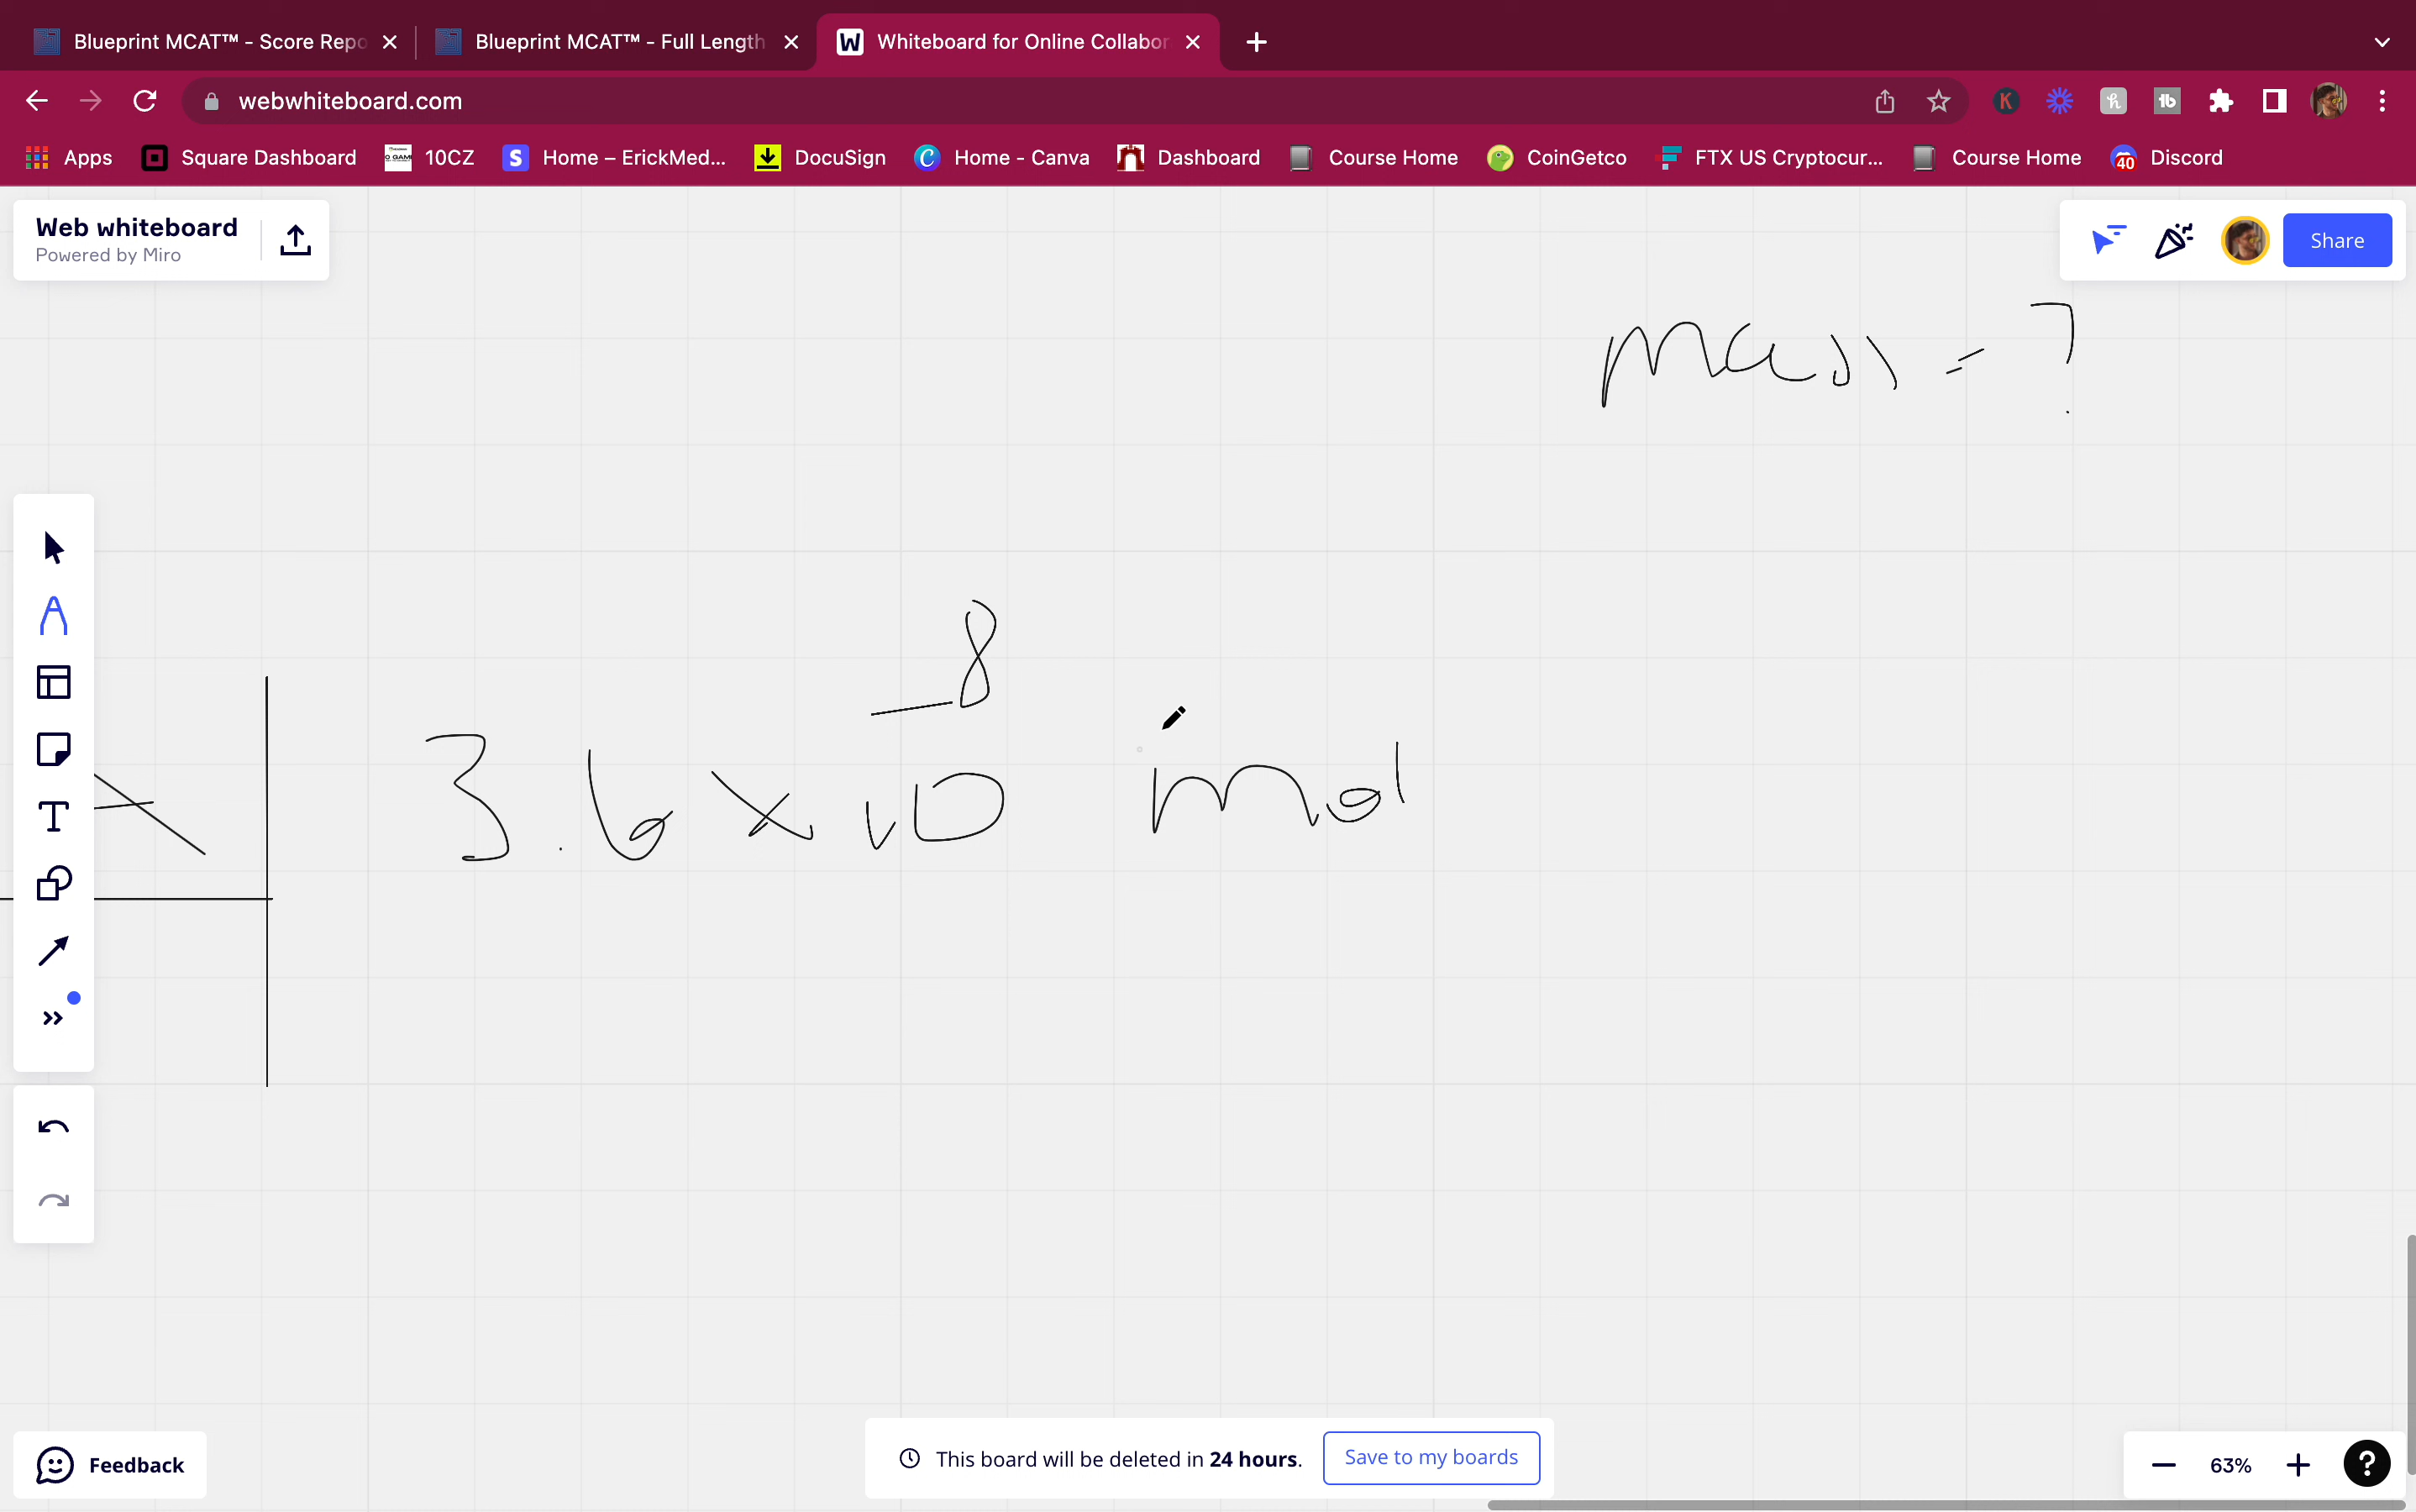 Blueprint MCAT™ - Score Repo
Blueprint MCAT™ - Full Length
W Whiteboard for Online Collabor
webwhiteboard.com
Apps
Square Dashboard
10CZ
S Home – ErickMed...
DocuSign
C Home - Canva
Dashboard
Course Home
CoinGetco
FTX US Cryptocur...
Course Home
40 Discord
Web whiteboard
Powered by Miro
Share
mass = ?
3.6 x 10⁻⁸ mol
Feedback
This board will be deleted in 24 hours.
Save to my boards
63%
?